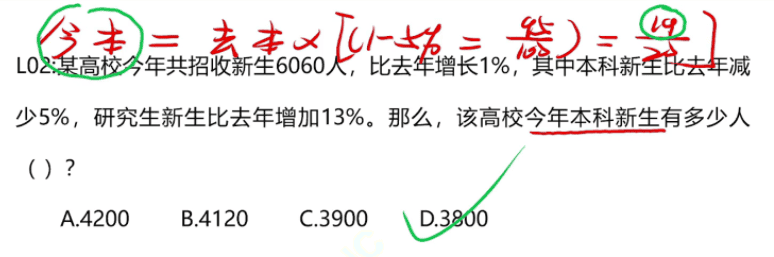 今本 = 去本 × [(1-5% = 95/100) = 19/20]
L02:某高校今年共招收新生6060人，比去年增长1%，其中本科新生比去年减
少5%，研究生新生比去年增加13%。那么，该高校今年本科新生有多少人
（ ）？
A.4200 B.4120 C.3900 D.3800